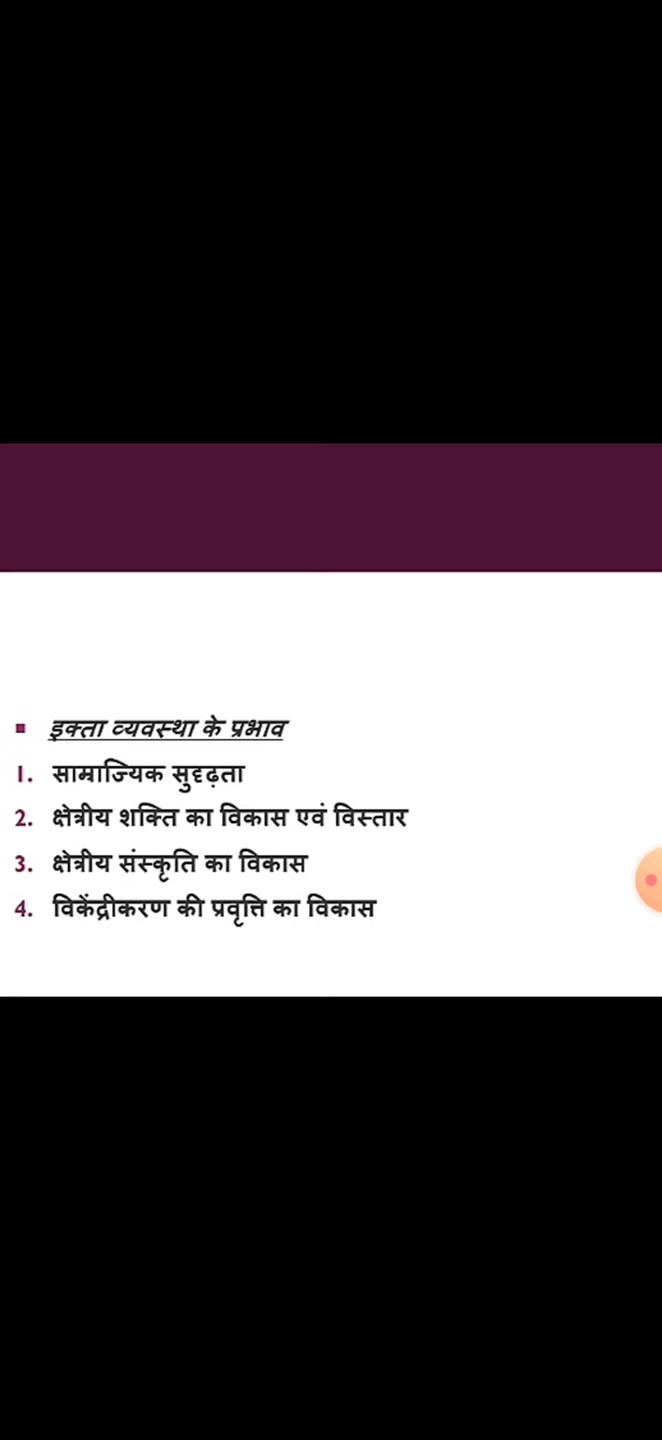 ▪ इक्ता व्यवस्था के प्रभाव
1. साम्राज्यिक सुदृढ़ता
2. क्षेत्रीय शक्ति का विकास एवं विस्तार
3. क्षेत्रीय संस्कृति का विकास
4. विकेंद्रीकरण की प्रवृत्ति का विकास